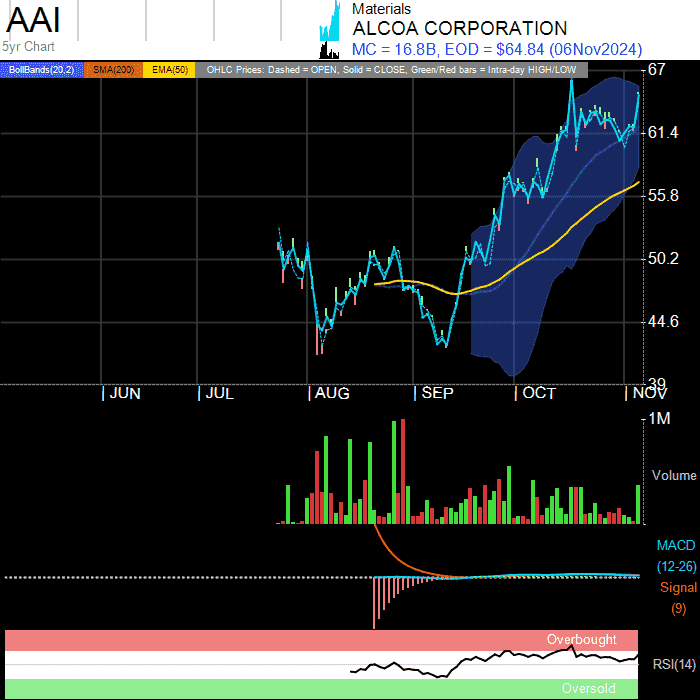 AAI
5yr Chart
Materials
ALCOA CORPORATION
MC = 16.8B, EOD = $64.84 (06Nov2024)
BollBands(20,2) SMA(200) EMA(50) OHLC Prices: Dashed = OPEN, Solid = CLOSE, Green/Red bars = Intra-day HIGH/LOW
67
61.4
55.8
50.2
44.6
39
JUN JUL AUG SEP OCT NOV
1M
Volume
MACD
(12-26)
Signal
(9)
Overbought
RSI(14)
Oversold